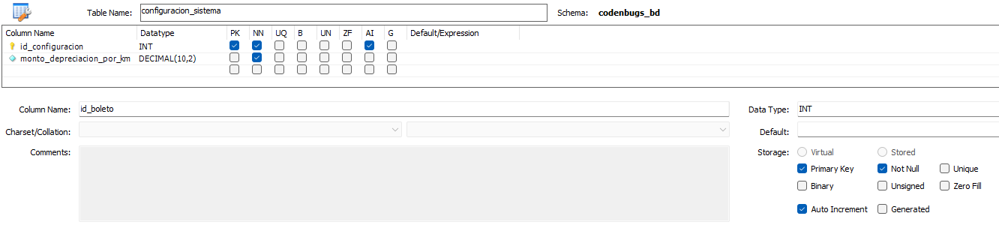 Table Name: configuracion_sistema Schema: codenbugs_bd
Column Name Datatype PK NN UQ B UN ZF AI G Default/Expression
id_configuracion INT
monto_depreciacion_por_km DECIMAL(10,2)
Column Name: id_boleto Data Type: INT
Charset/Collation: Default:
Comments: Storage: Virtual Stored
Primary Key Not Null Unique
Binary Unsigned Zero Fill
Auto Increment Generated